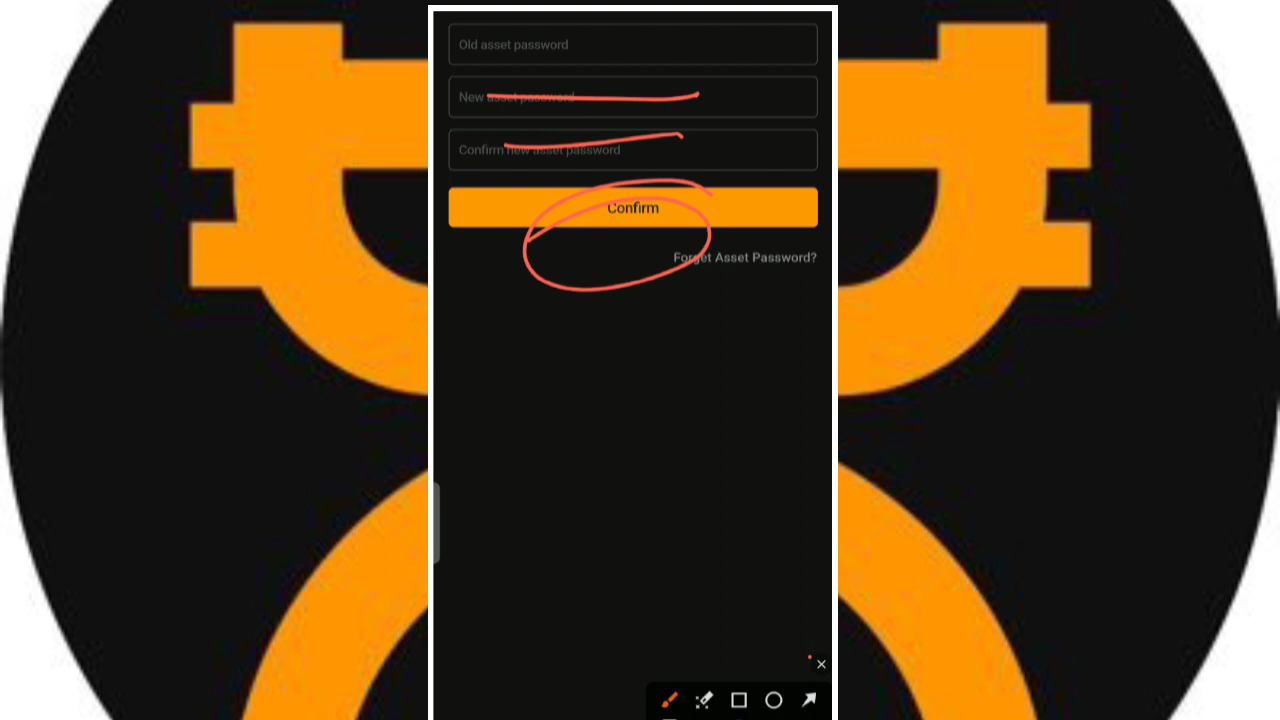 Old asset password
New asset password
Confirm new asset password
Confirm
Forget Asset Password?